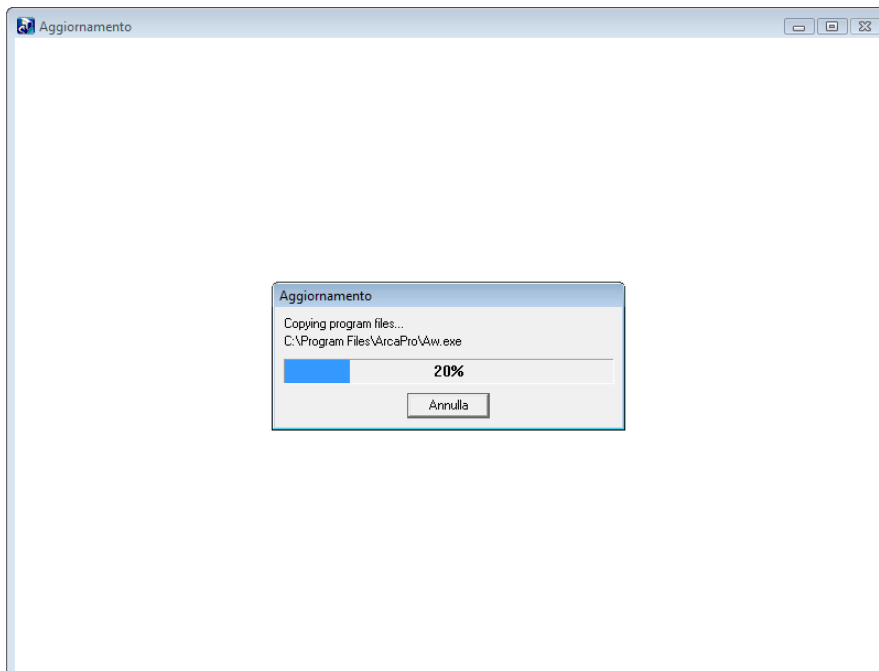 Aggiornamento
Aggiornamento
Copying program files...
C:\Program Files\ArcaPro\Aw.exe
20%
Annulla